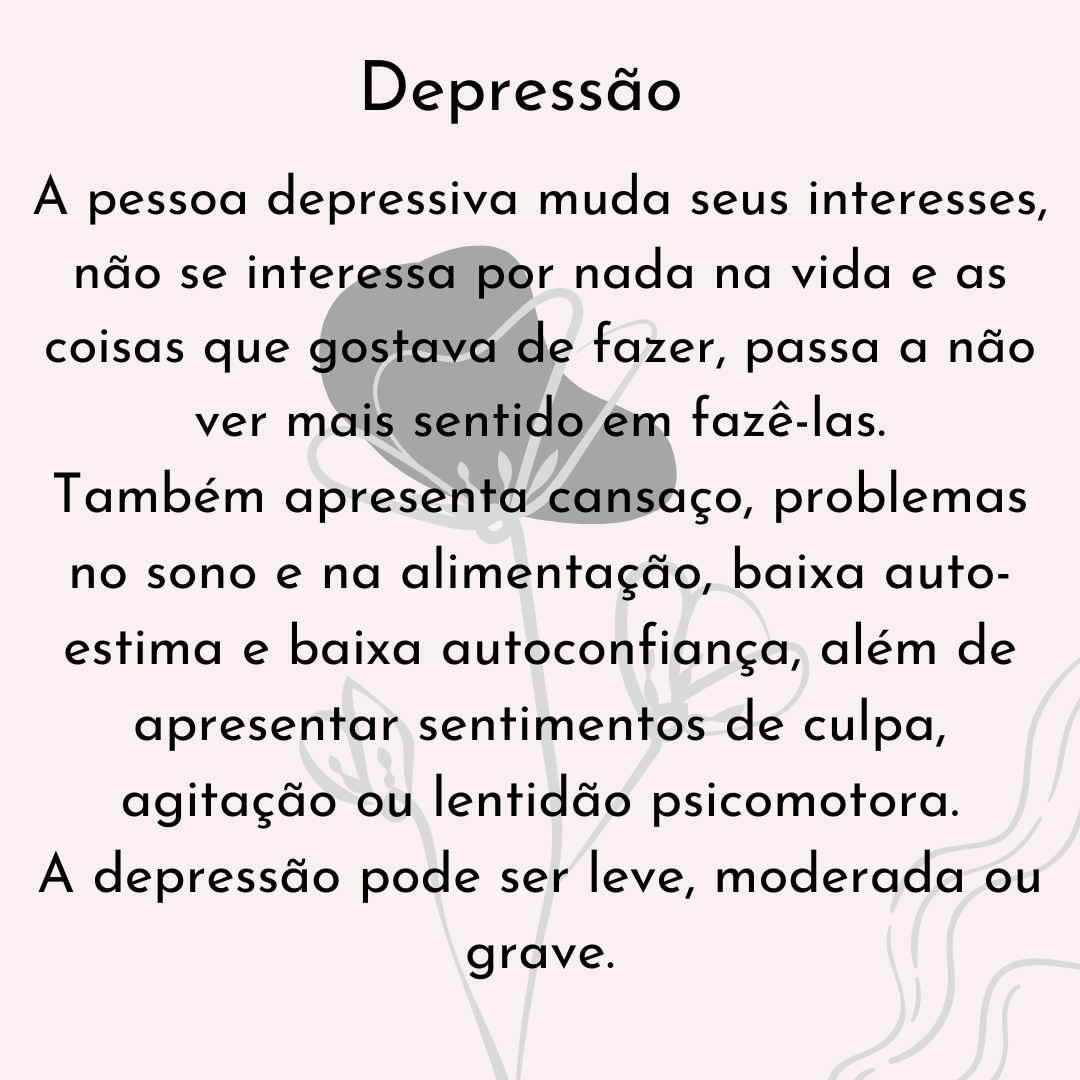 Depressão
A pessoa depressiva muda seus interesses,
não se interessa por nada na vida e as
coisas que gostava de fazer, passa a não
ver mais sentido em fazê-las.
Também apresenta cansaço, problemas
no sono e na alimentação, baixa auto-
estima e baixa autoconfiança, além de
apresentar sentimentos de culpa,
agitação ou lentidão psicomotora.
A depressão pode ser leve, moderada ou
grave.